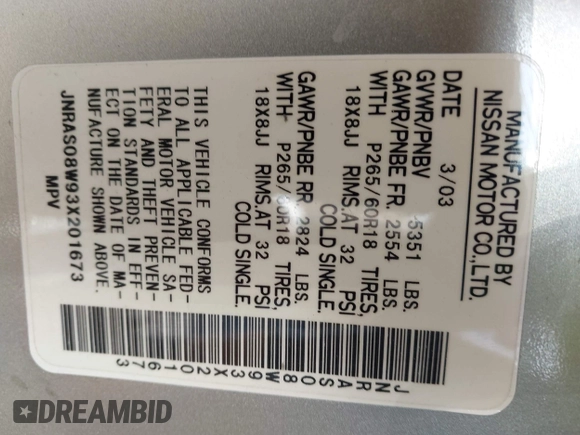 MANUFACTURED BY
NISSAN MOTOR CO.,LTD.
DATE 3/03
GVWR/PNBV 5351 LBS.
GAWR/PNBE FR. 2554 LBS.
WITH P265/60R18 TIRES,
18X8JJ RIMS,AT 32 PSI
COLD SINGLE.
GAWR/PNBE RR. 2824 LBS.
WITH P265/60R18 TIRES,
18X8JJ RIMS,AT 32 PSI
COLD SINGLE.
THIS VEHICLE CONFORMS
TO ALL APPLICABLE FED-
ERAL MOTOR VEHICLE SA-
FETY AND THEFT PREVEN-
TION STANDARDS IN EFF-
ECT ON THE DATE OF MA-
NUFACTURE SHOWN ABOVE.
JNRAS08W93X201673
MPV
JNRAS08W93X201673
DREAMBID